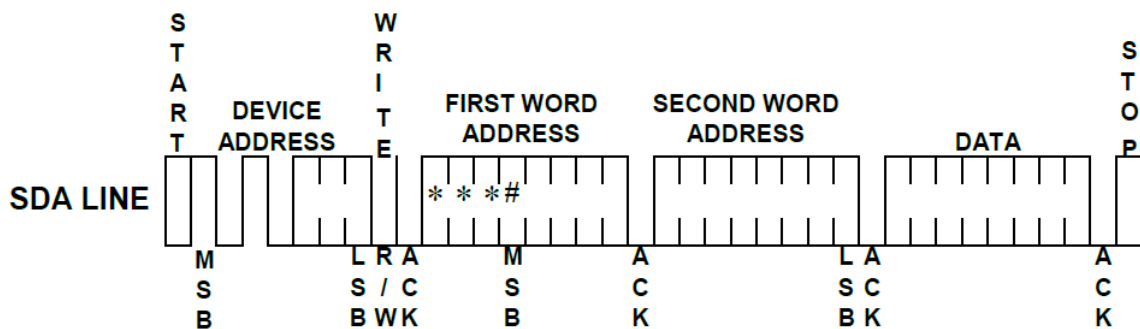 START
WRITE
STOP
DEVICE
ADDRESS
FIRST WORD
ADDRESS
SECOND WORD
ADDRESS
DATA
SDA LINE
* * * #
MSB
LSB
R/W
ACK
MSB
ACK
LSB
ACK
ACK